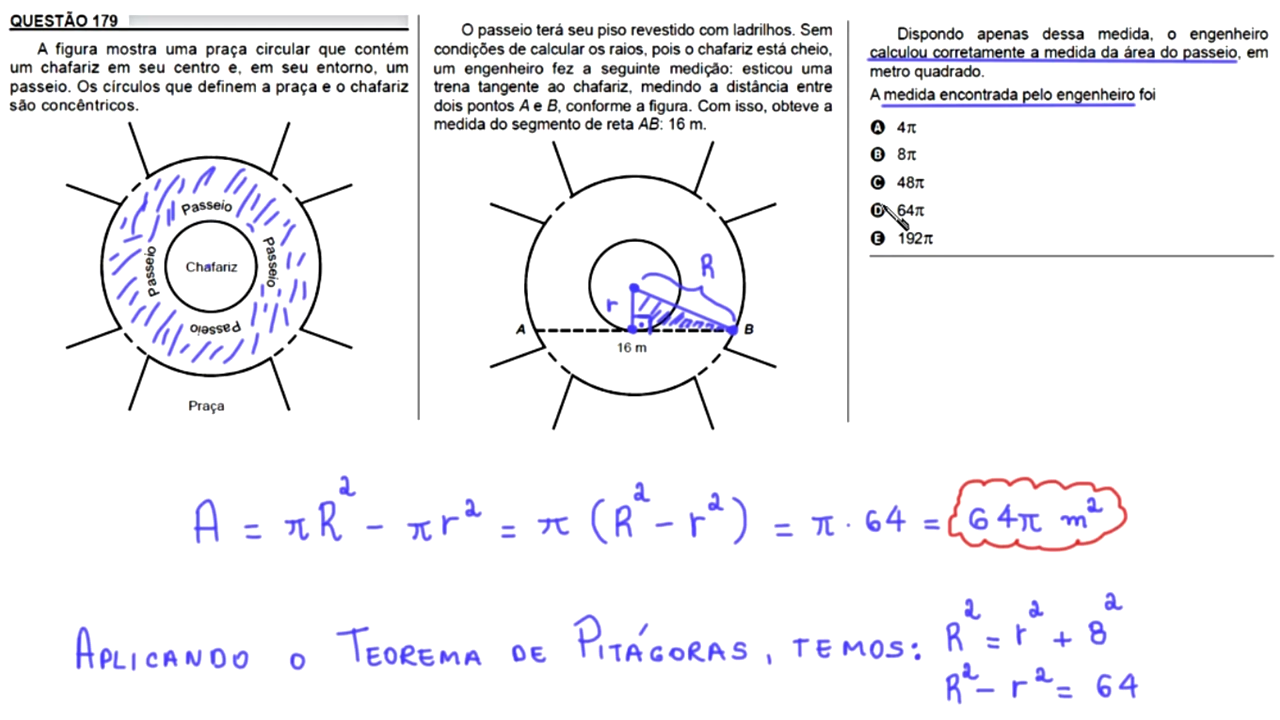 QUESTÃO 179
A figura mostra uma praça circular que contém
um chafariz em seu centro e, em seu entorno, um
passeio. Os círculos que definem a praça e o chafariz
são concêntricos.
Passeio
Passeio
Chafariz
Passeio
Passeio
Praça
O passeio terá seu piso revestido com ladrilhos. Sem
condições de calcular os raios, pois o chafariz está cheio,
um engenheiro fez a seguinte medição: esticou uma
trena tangente ao chafariz, medindo a distância entre
dois pontos A e B, conforme a figura. Com isso, obteve a
medida do segmento de reta AB: 16 m.
R
r
A
B
16 m
Dispondo apenas dessa medida, o engenheiro
calculou corretamente a medida da área do passeio, em
metro quadrado.
A medida encontrada pelo engenheiro foi
A 4π
B 8π
C 48π
D 64π
E 192π
A = πR² - πr² = π (R² - r²) = π · 64 = 64π m²
APLICANDO O TEOREMA DE PITÁGORAS, TEMOS: R² = r² + 8²
R² - r² = 64